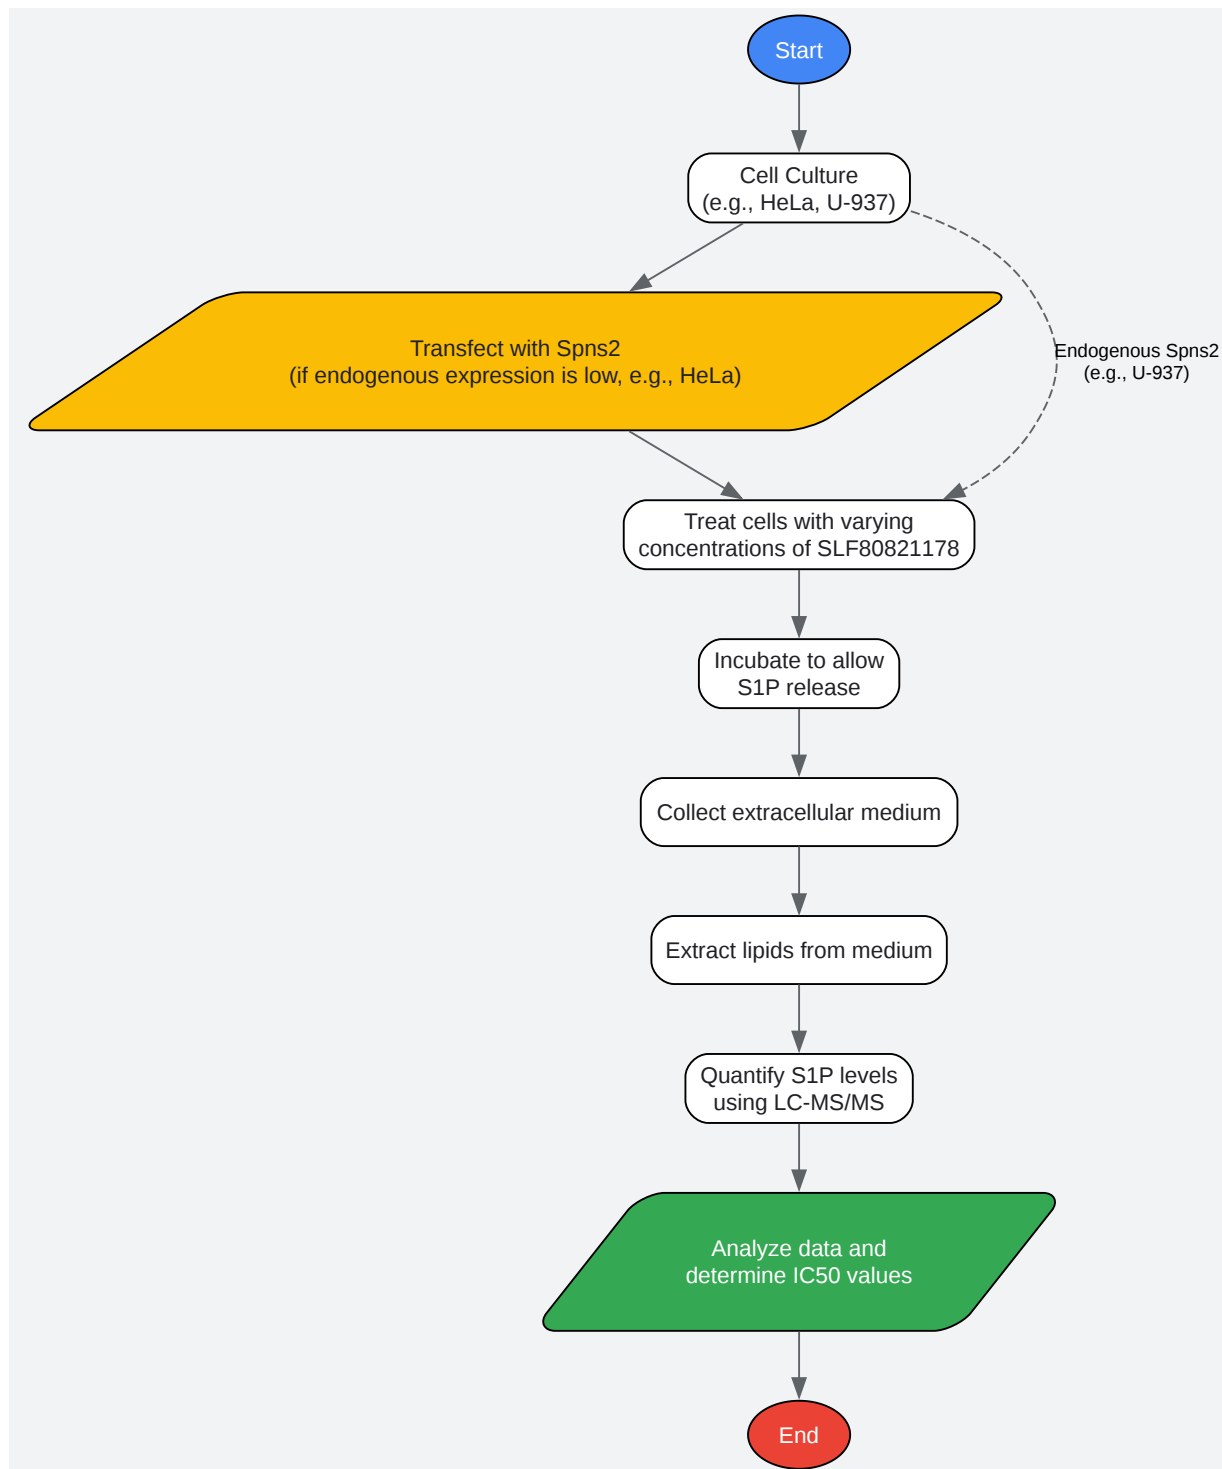 Start
Cell Culture
(e.g., HeLa, U-937)
Transfect with Spns2
(if endogenous expression is low, e.g., HeLa)
Endogenous Spns2
(e.g., U-937)
Treat cells with varying
concentrations of SLF80821178
Incubate to allow
S1P release
Collect extracellular medium
Extract lipids from medium
Quantify S1P levels
using LC-MS/MS
Analyze data and
determine IC50 values
End